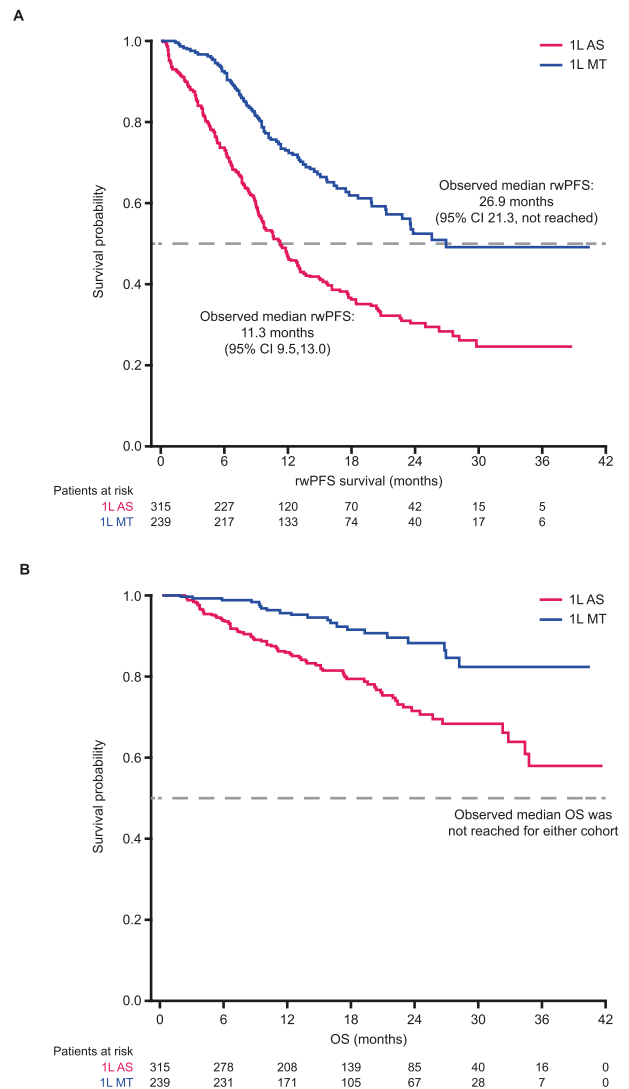 A
1L AS
1L MT
1.0
0.8
0.6
0.4
0.2
0.0
Survival probability
Observed median rwPFS:
26.9 months
(95% CI 21.3, not reached)
Observed median rwPFS:
11.3 months
(95% CI 9.5,13.0)
0 6 12 18 24 30 36 42
rwPFS survival (months)
Patients at risk
1L AS 315 227 120 70 42 15 5
1L MT 239 217 133 74 40 17 6
B
1L AS
1L MT
1.0
0.8
0.6
0.4
0.2
0.0
Survival probability
Observed median OS was
not reached for either cohort
0 6 12 18 24 30 36 42
OS (months)
Patients at risk
1L AS 315 278 208 139 85 40 16 0
1L MT 239 231 171 105 67 28 7 0